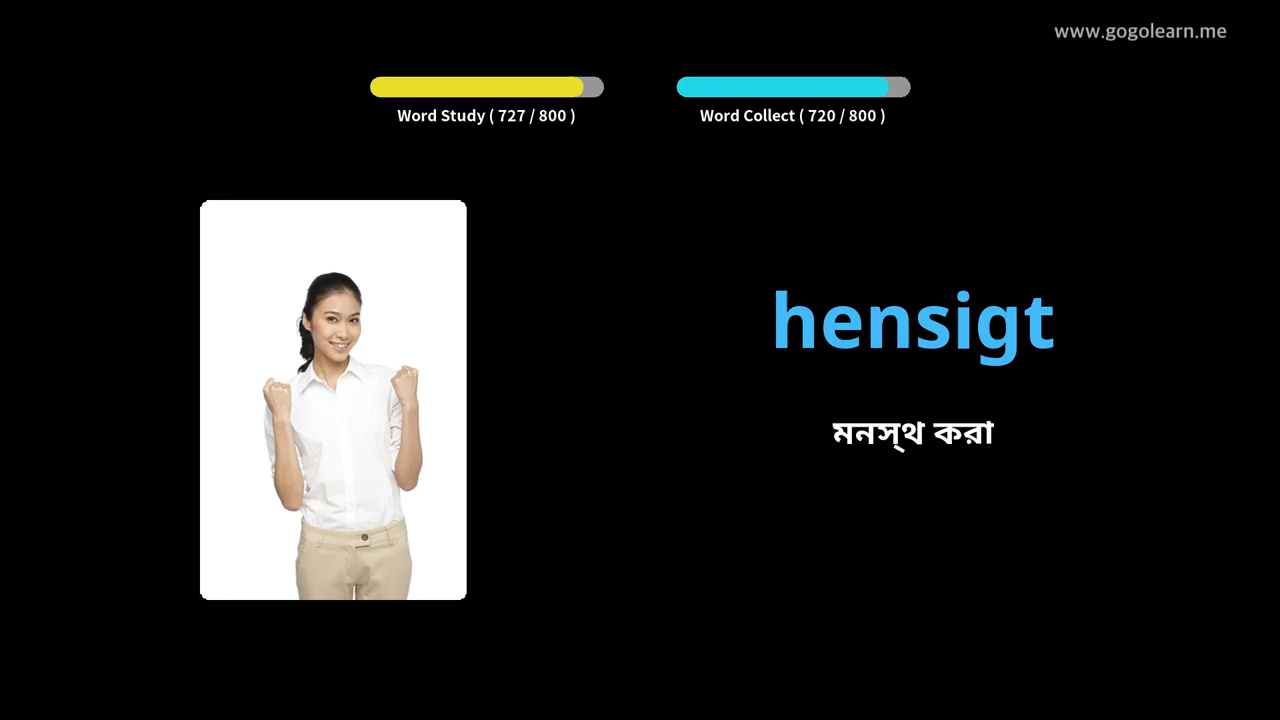 www.gogolearn.me
Word Study ( 727 / 800 )
Word Collect ( 720 / 800 )
hensigt
মনস্থ করা